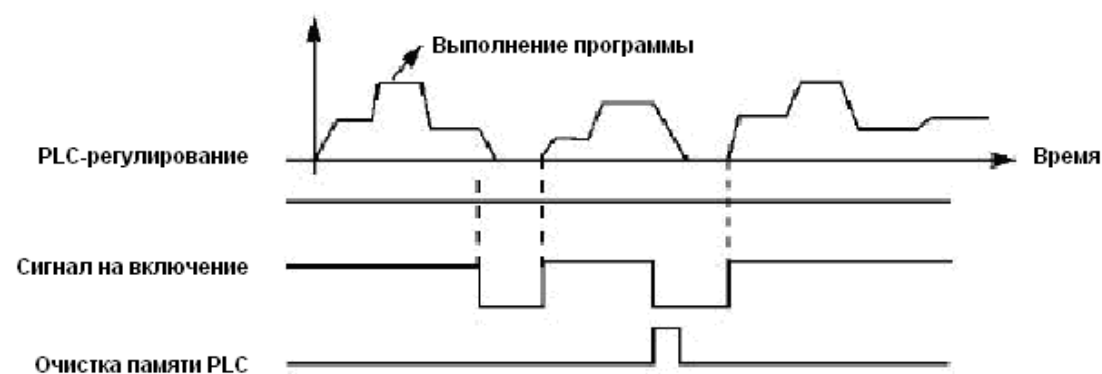 Выполнение программы
PLC-регулирование
Время
Сигнал на включение
Очистка памяти PLC